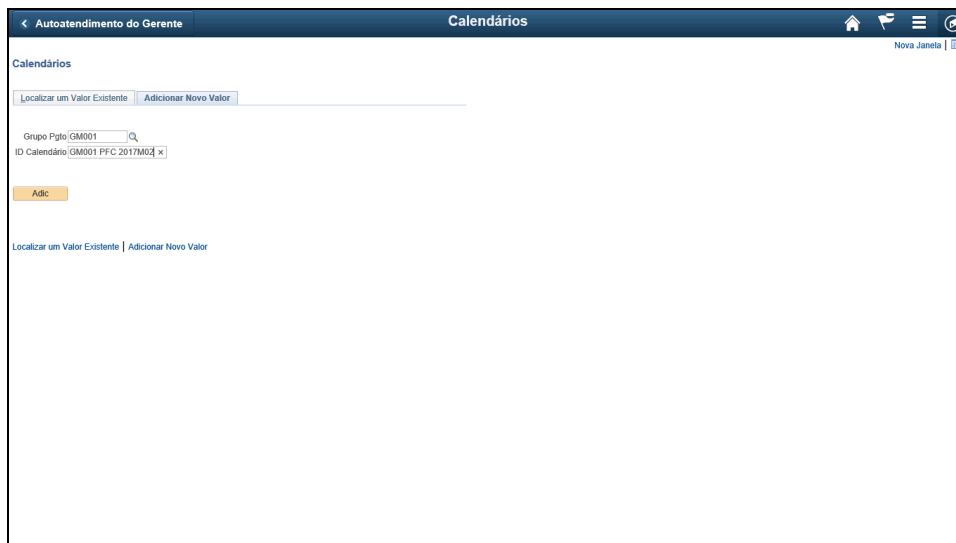 Autoatendimento do Gerente
Calendários
Nova Janela |
Calendários
Localizar um Valor Existente
Adicionar Novo Valor
Grupo Pgto GM001
ID Calendário GM001 PFC 2017M02 ×
Adic
Localizar um Valor Existente | Adicionar Novo Valor